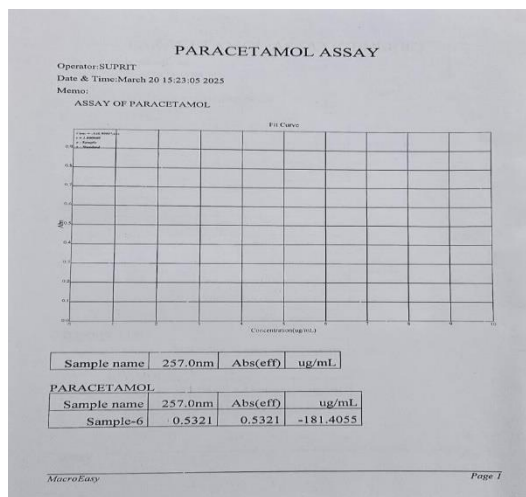 PARACETAMOL ASSAY
Operator:SUPRIT
Date & Time:March 20 15:23:05 2025
Memo:
ASSAY OF PARACETAMOL
Fit Curve
Concentration(ug/mL)
Sample name 257.0nm Abs(eff) ug/mL
PARACETAMOL
Sample name 257.0nm Abs(eff) ug/mL
Sample-6 0.5321 0.5321 -181.4055
MacroEasy Page 1